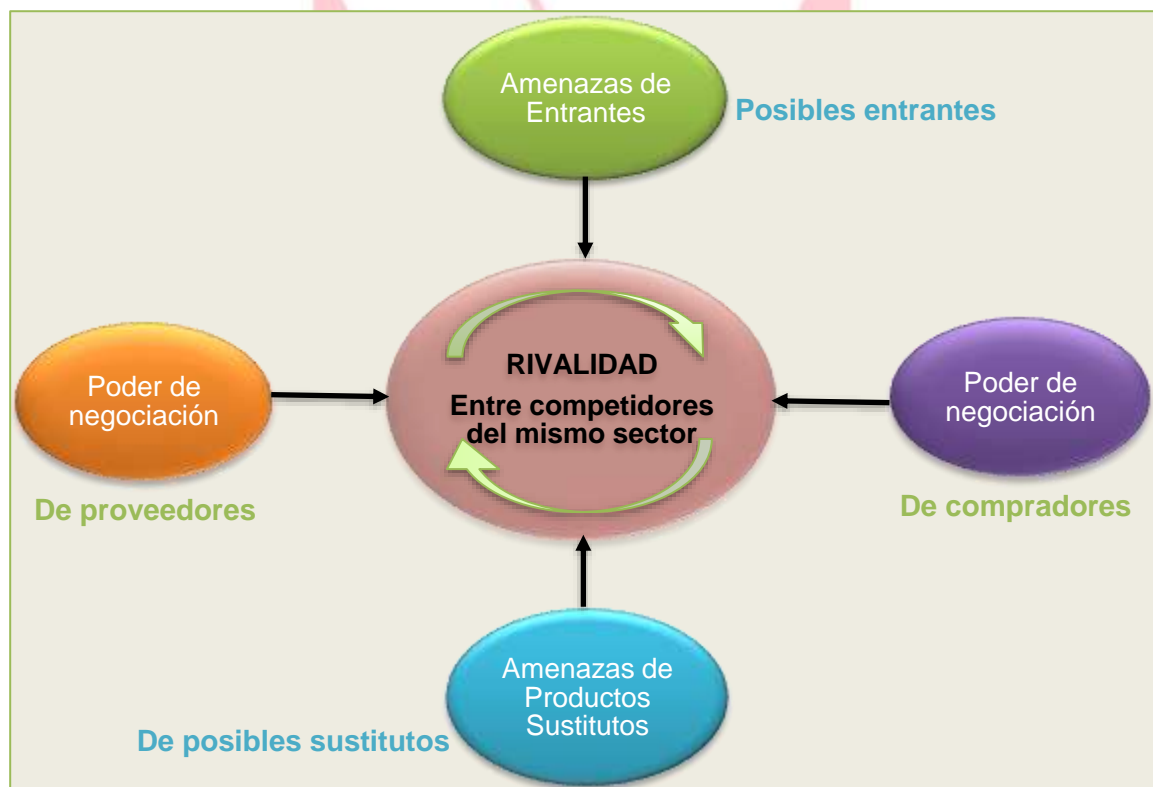 Amenazas de
Entrantes
Posibles entrantes
RIVALIDAD
Entre competidores
del mismo sector
Poder de
negociación
De proveedores
Poder de
negociación
De compradores
Amenazas de
Productos
Sustitutos
De posibles sustitutos